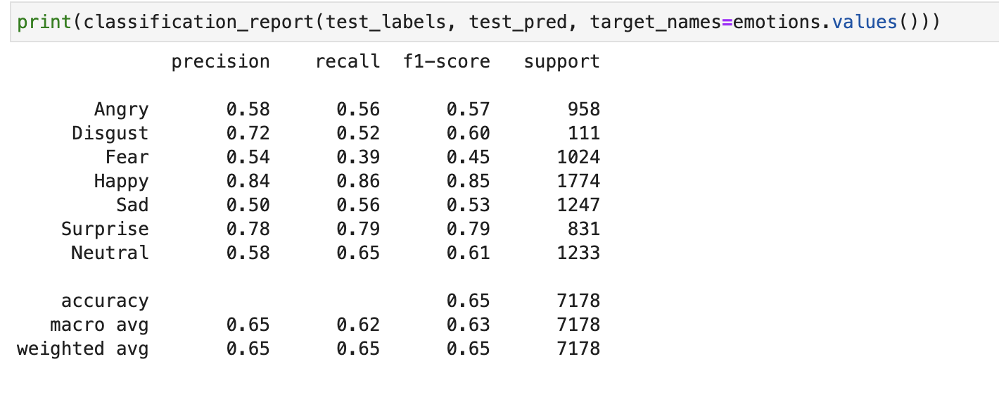 print(classification_report(test_labels, test_pred, target_names=emotions.values()))
precision recall f1-score support
Angry 0.58 0.56 0.57 958
Disgust 0.72 0.52 0.60 111
Fear 0.54 0.39 0.45 1024
Happy 0.84 0.86 0.85 1774
Sad 0.50 0.56 0.53 1247
Surprise 0.78 0.79 0.79 831
Neutral 0.58 0.65 0.61 1233
accuracy 0.65 7178
macro avg 0.65 0.62 0.63 7178
weighted avg 0.65 0.65 0.65 7178